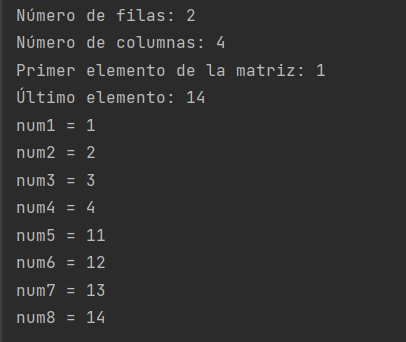 Número de filas: 2
Número de columnas: 4
Primer elemento de la matriz: 1
Último elemento: 14
num1 = 1
num2 = 2
num3 = 3
num4 = 4
num5 = 11
num6 = 12
num7 = 13
num8 = 14